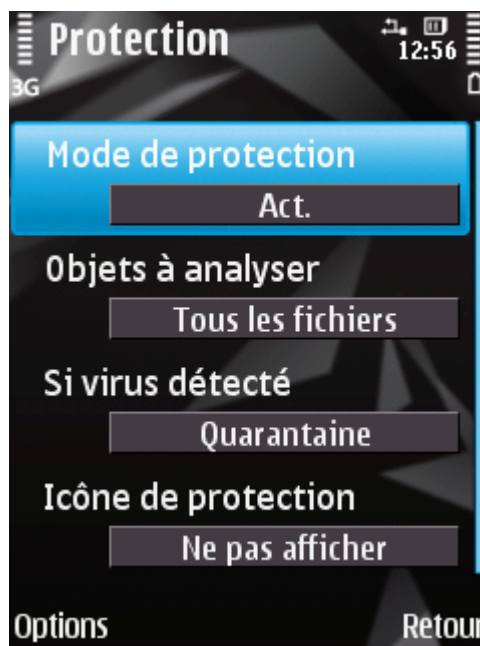 Protection
12:56
3G
Mode de protection
Act.
Objets à analyser
Tous les fichiers
Si virus détecté
Quarantaine
Icône de protection
Ne pas afficher
Options Retour